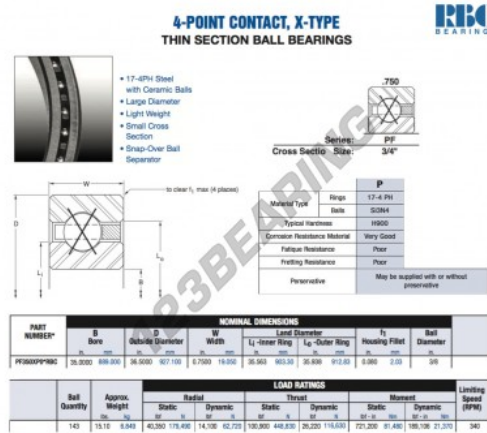 4-POINT CONTACT, X-TYPE
THIN SECTION BALL BEARINGS
RBC
BEARINGS
• 17-4PH Steel
with Ceramic Balls
• Large Diameter
• Light Weight
• Small Cross
Section
• Snap-Over Ball
Separator
.750
Series: PF
Cross Sectio Size: 3/4"
W
to clear f₁ max (4 places)
D
L₁
B
P
Material Type Rings 17-4 PH
Balls Si3N4
Typical Hardness H900
Corrosion Resistance Material Very Good
Fatigue Resistance Poor
Fretting Resistance Poor
Perservative May be supplied with or without
preservative
123BEARING
PART
NUMBER*
NOMINAL DIMENSIONS
B
Bore
D
Outside Diameter
W
Width
Land Diameter
L₁ -Inner Ring
L₀ -Outer Ring
f₁
Housing Fillet
Ball
Diameter
in. mm in. mm in. mm in. mm in. mm in. mm in.
PF350XP0*RBC 35.0000 889.000 36.5000 927.100 0.7500 19.050 35.563 903.30 35.939 912.83 0.080 2.03 3/8
Ball
Quantity
Approx.
Weight
LOAD RATINGS
Radial
Thrust
Moment
Limiting
Speed
(RPM)
Static Dynamic Static Dynamic Static Dynamic
lbs. kg lbf N lbf N lbf N lbf N lbf - in Nm lbf - in Nm
143 15.10 6.849 40,350 179,490 14,100 62,720 100,900 448,830 26,220 116,630 721,200 81,480 189,106 21,370 340